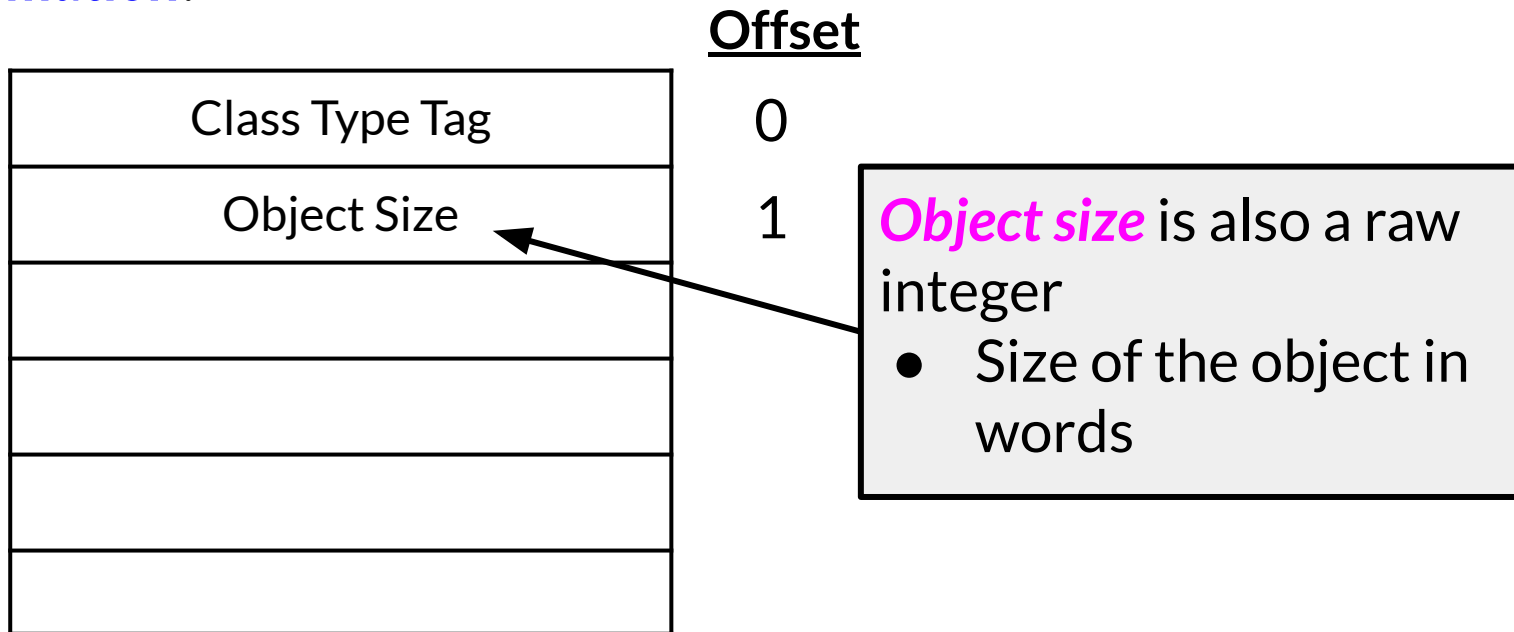 Offset
Class Type Tag
0
Object Size
1
Object size is also a raw
integer
● Size of the object in
words